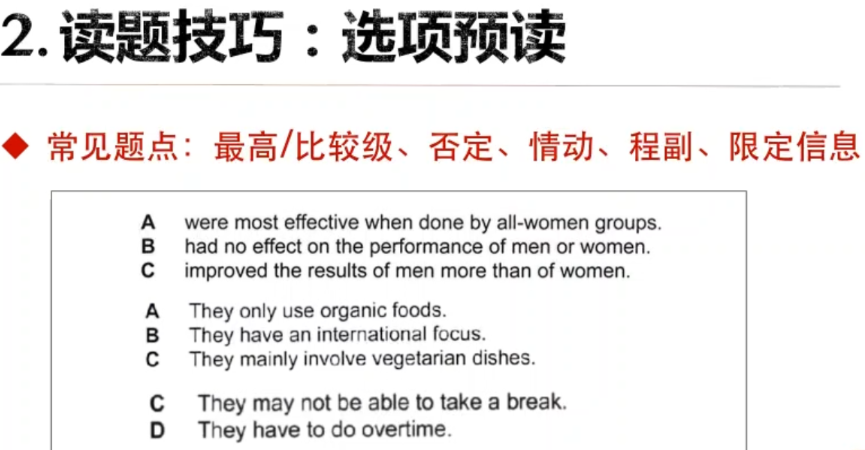 2.读题技巧：选项预读
◆ 常见题点：最高/比较级、否定、情动、程副、限定信息
A were most effective when done by all-women groups.
B had no effect on the performance of men or women.
C improved the results of men more than of women.
A They only use organic foods.
B They have an international focus.
C They mainly involve vegetarian dishes.
C They may not be able to take a break.
D They have to do overtime.